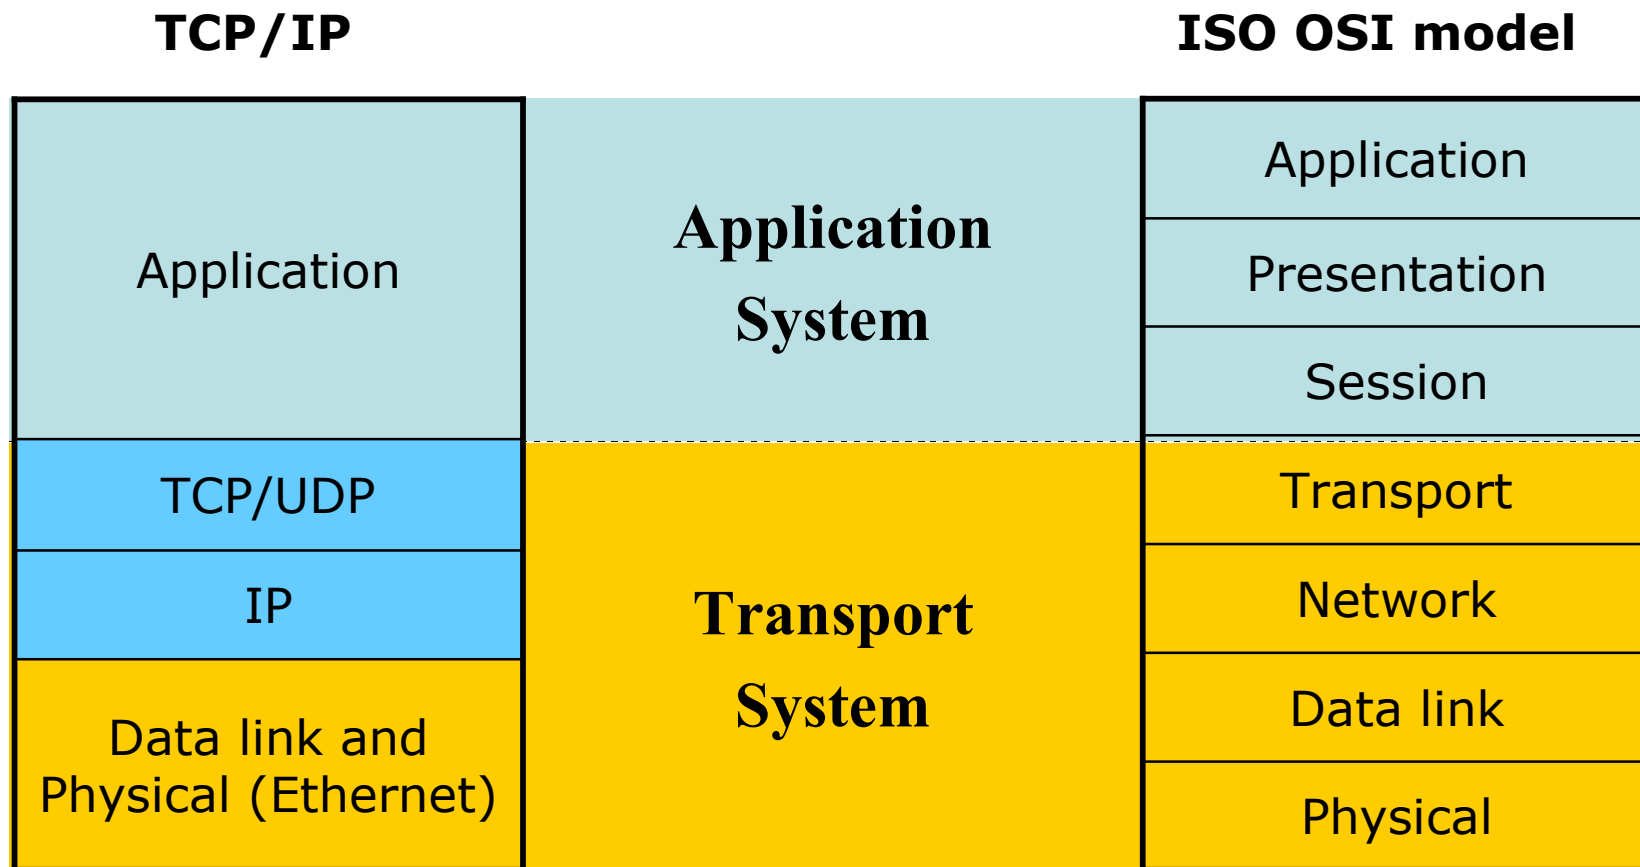 TCP/IP
ISO OSI model
Application
TCP/UDP
IP
Data link and
Physical (Ethernet)
Application
System
Transport
System
Application
Presentation
Session
Transport
Network
Data link
Physical